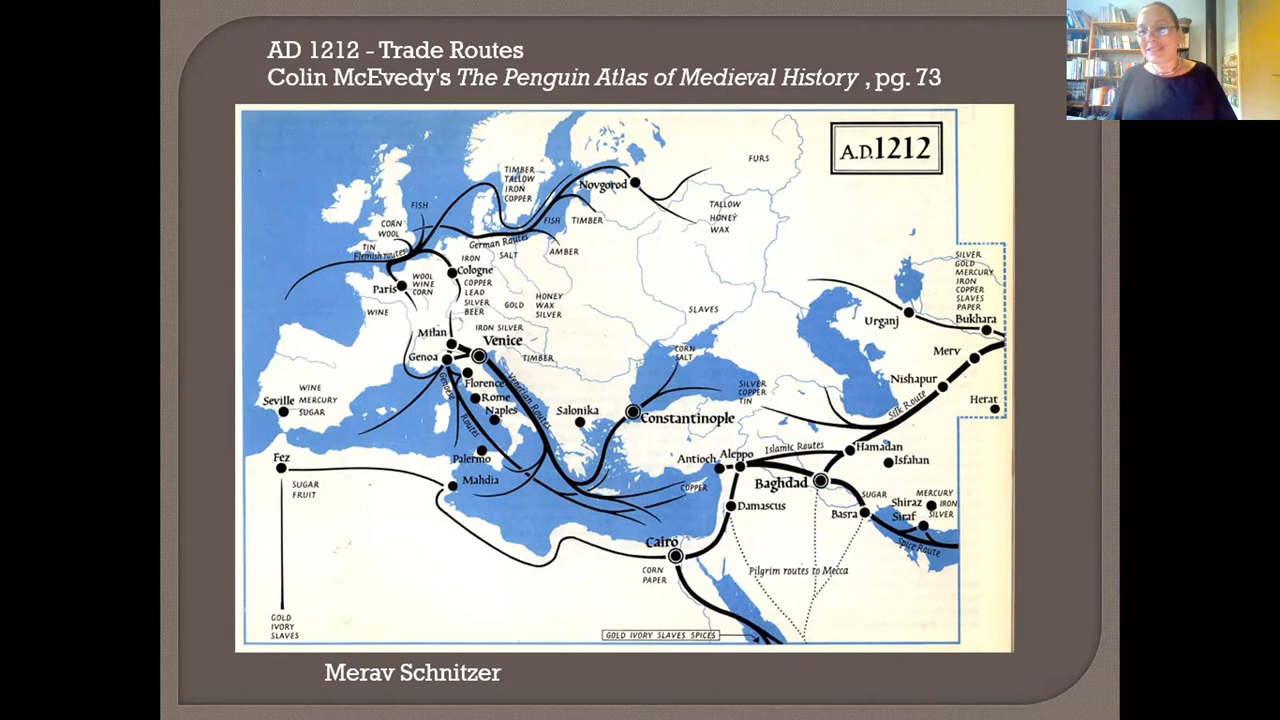 AD 1212 - Trade Routes
Colin McEvedy's The Penguin Atlas of Medieval History , pg. 73
A.D.1212
FURS
TIMBER
TALLOW
IRON
COPPER
Novgorod
TALLOW
HONEY
WAX
FISH
FISH
TIMBER
CORN
WOOL
TIN
Flemish routes
German Routes
SALT
AMBER
IRON
Cologne
COPPER
LEAD
SILVER
BEER
Paris
WOOL
WINE
CORN
WINE
GOLD
HONEY
WAX
SILVER
SLAVES
SILVER
GOLD
MERCURY
IRON
COPPER
SLAVES
PAPER
Urganj
Bukhara
IRON SILVER
Milan
Venice
Genoa
TIMBER
CORN
SALT
Merv
Nishapur
Herat
Silk Route
Florence
Rome
Naples
Genoese
Routes
Venetian Routes
WINE
MERCURY
SUGAR
Seville
Salonika
Constantinople
SILVER
COPPER
TIN
Palermo
Mahdia
Fez
SUGAR
FRUIT
Antioch
Aleppo
Islamic Routes
Hamadan
Isfahan
COPPER
Baghdad
Damascus
SUGAR
Basra
Shiraz
Siraf
MERCURY
IRON
SILVER
Spice Route
Cairo
CORN
PAPER
Pilgrim routes to Mecca
GOLD
IVORY
SLAVES
GOLD IVORY SLAVES SPICES
Merav Schnitzer